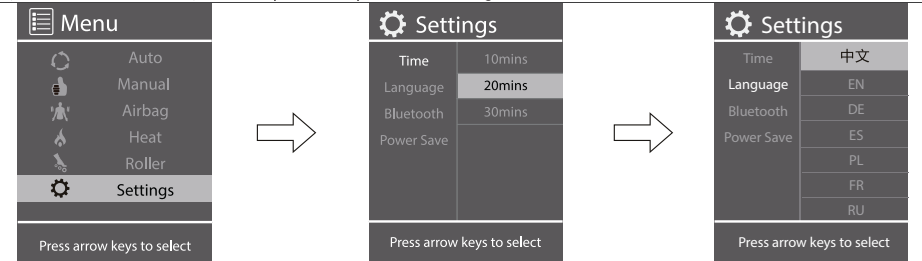 Menu
Auto
Manual
Airbag
Heat
Roller
Settings
Press arrow keys to select
Settings
Time 10mins
Language 20mins
Bluetooth 30mins
Power Save
Press arrow keys to select
Settings
Time 中文
Language EN
Bluetooth DE
Power Save ES
PL
FR
RU
Press arrow keys to select